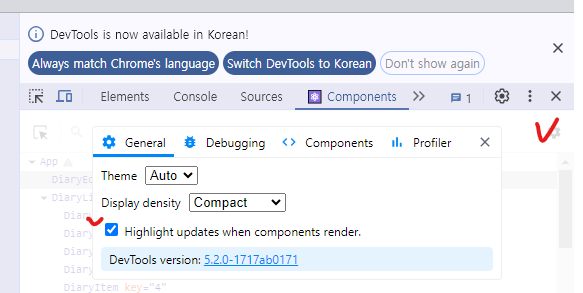 DevTools is now available in Korean!
Always match Chrome's language Switch DevTools to Korean Don't show again
Elements Console Sources Components 1
General Debugging Components Profiler
App
Theme Auto
DiaryEd
DiaryLi
Display density Compact
Diary
Highlight updates when components render.
Diary
DevTools version: 5.2.0-1717ab0171
DiaryItem key="4"